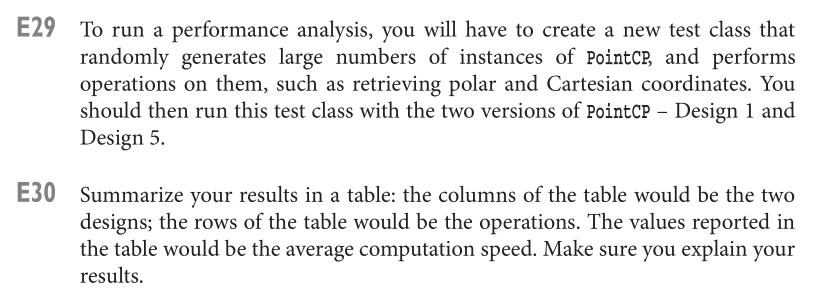 E29 To run a performance analysis, you will have to create a new test class that
randomly generates large numbers of instances of PointCP, and performs
operations on them, such as retrieving polar and Cartesian coordinates. You
should then run this test class with the two versions of PointCP – Design 1 and
Design 5.
E30 Summarize your results in a table: the columns of the table would be the two
designs; the rows of the table would be the operations. The values reported in
the table would be the average computation speed. Make sure you explain your
results.